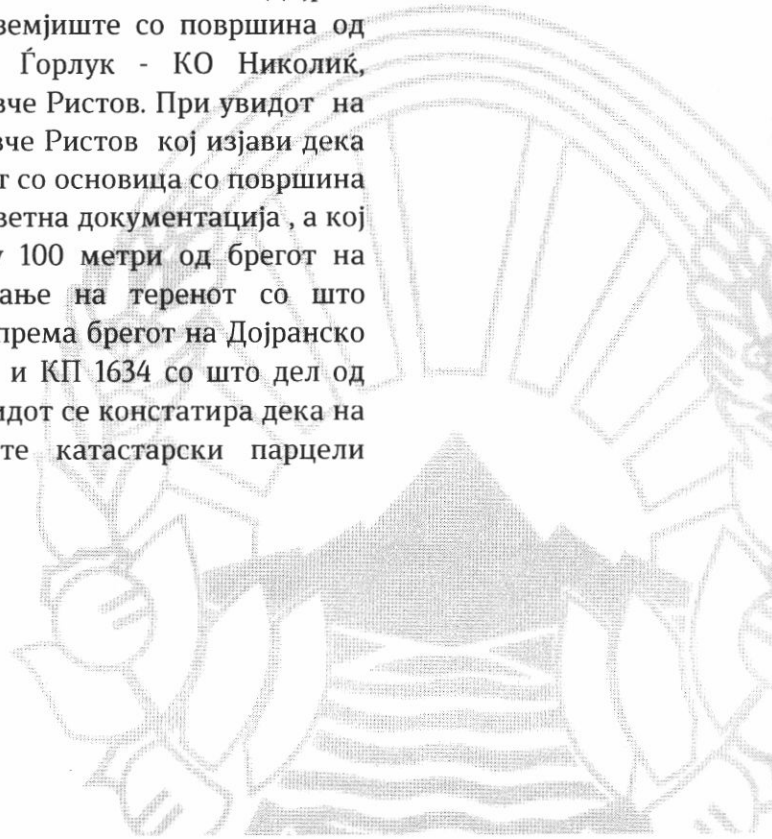 земјиште со површина од
Ѓорлук - КО Николиќ,
вче Ристов. При увидот на
вче Ристов кој изјави дека
т со основица со површина
ветна документација , а кој
у 100 метри од брегот на
ање на теренот со што
према брегот на Дојранско
и КП 1634 со што дел од
идот се констатира дека на
те катастарски парцели